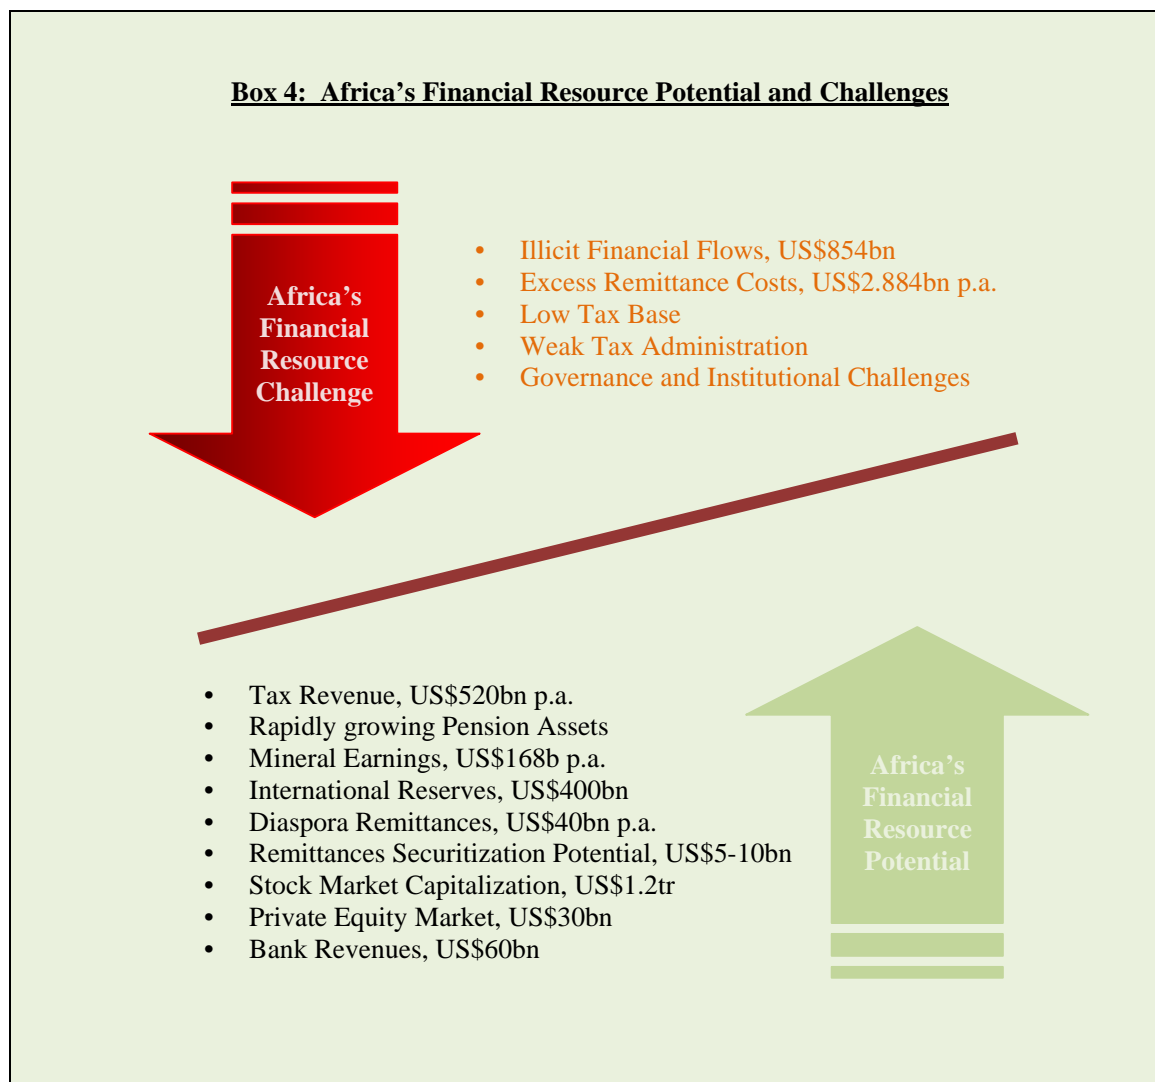 Box 4: Africa’s Financial Resource Potential and Challenges
Africa’s
Financial
Resource
Challenge
• Illicit Financial Flows, US$854bn
• Excess Remittance Costs, US$2.884bn p.a.
• Low Tax Base
• Weak Tax Administration
• Governance and Institutional Challenges
• Tax Revenue, US$520bn p.a.
• Rapidly growing Pension Assets
• Mineral Earnings, US$168b p.a.
• International Reserves, US$400bn
• Diaspora Remittances, US$40bn p.a.
• Remittances Securitization Potential, US$5-10bn
• Stock Market Capitalization, US$1.2tr
• Private Equity Market, US$30bn
• Bank Revenues, US$60bn
Africa’s
Financial
Resource
Potential